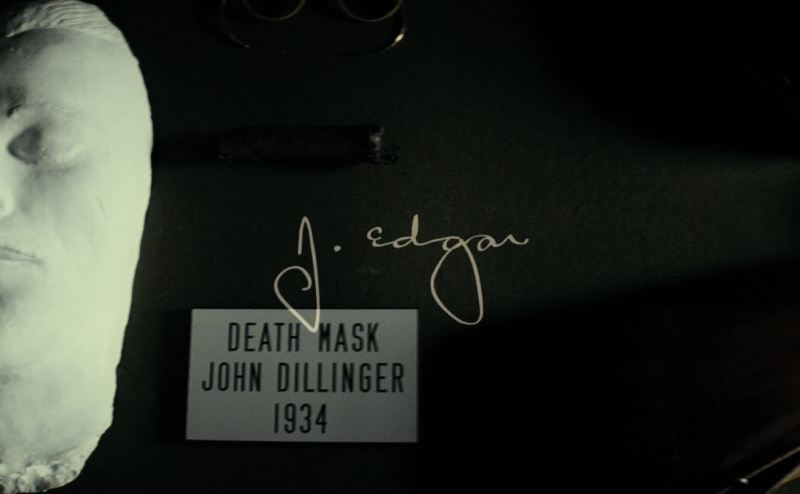 J. Edgar
DEATH MASK
JOHN DILLINGER
1934